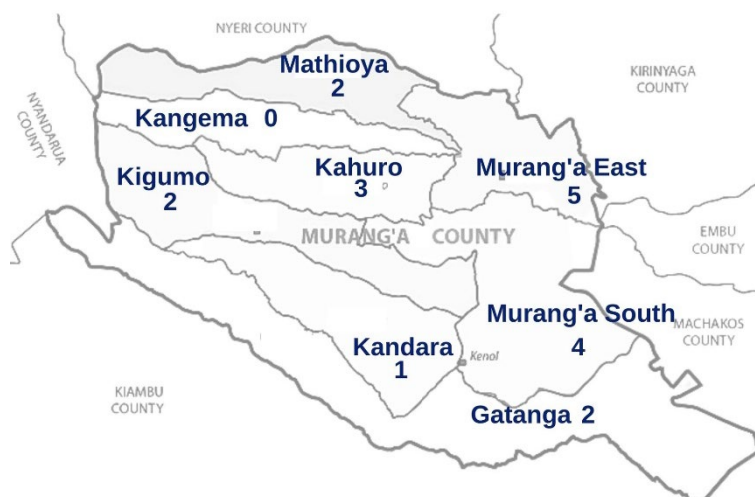 NYERI COUNTY
Mathioya
2
KIRINYAGA
COUNTY
NYANDARUA
COUNTY
Kangema 0
Kigumo
2
Kahuro
3
Murang'a East
5
MURANG'A COUNTY
EMBU
COUNTY
Murang'a South
4
MACHAKOS
COUNTY
Kandara
1
Kenol
KIAMBU
COUNTY
Gatanga 2